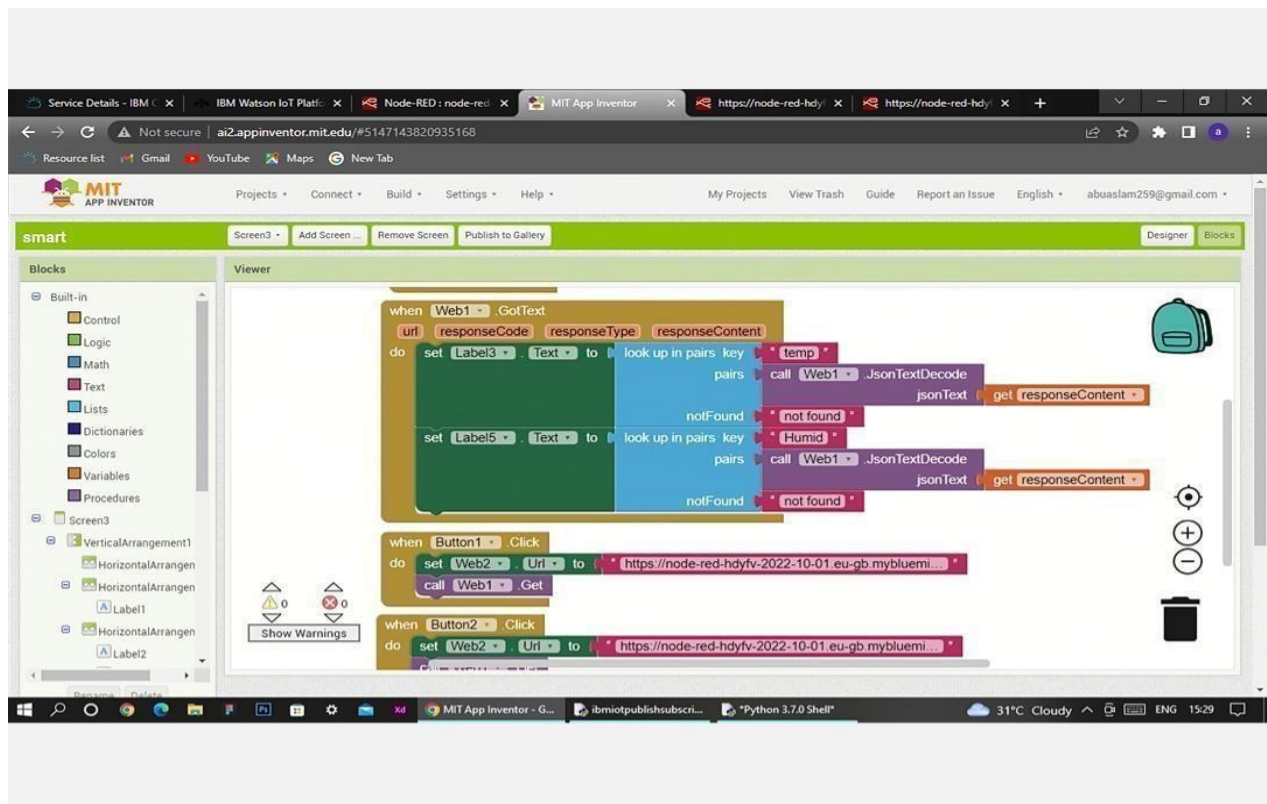 Service Details - IBM C
IBM Watson IoT Platfo
Node-RED : node-red
MIT App Inventor
https://node-red-hdyf
https://node-red-hdyf
Not secure | ai2.appinventor.mit.edu/#5147143820935168
Resource list Gmail YouTube Maps New Tab
MIT
APP INVENTOR
Projects Connect Build Settings Help My Projects View Trash Guide Report an Issue English abuaslam259@gmail.com
smart Screen3 Add Screen ... Remove Screen Publish to Gallery Designer Blocks
Blocks
Viewer
Built-in
Control
Logic
Math
Text
Lists
Dictionaries
Colors
Variables
Procedures
Screen3
VerticalArrangement1
HorizontalArrangen
HorizontalArrangen
Label1
HorizontalArrangen
Label2
Rename Delete
when Web1 .GotText
url responseCode responseType responseContent
do set Label3 . Text to look up in pairs key " temp "
pairs call Web1 .JsonTextDecode
jsonText get responseContent
notFound " not found "
set Label5 . Text to look up in pairs key " Humid "
pairs call Web1 .JsonTextDecode
jsonText get responseContent
notFound " not found "
when Button1 .Click
do set Web2 . Url to " https://node-red-hdyfv-2022-10-01.eu-gb.mybluemi... "
call Web1 .Get
when Button2 .Click
do set Web2 . Url to " https://node-red-hdyfv-2022-10-01.eu-gb.mybluemi... "
0 0
Show Warnings
MIT App Inventor - G... ibmiotpublishsubscri... *Python 3.7.0 Shell* 31°C Cloudy ENG 15:29